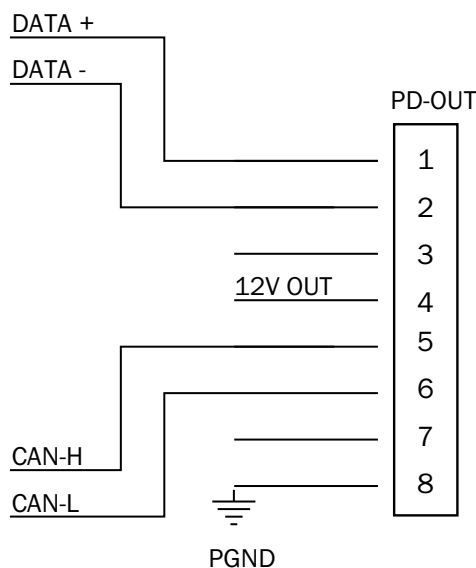 DATA +
DATA -
PD-OUT
1
2
3
12V OUT
4
5
6
7
CAN-H
8
CAN-L
PGND